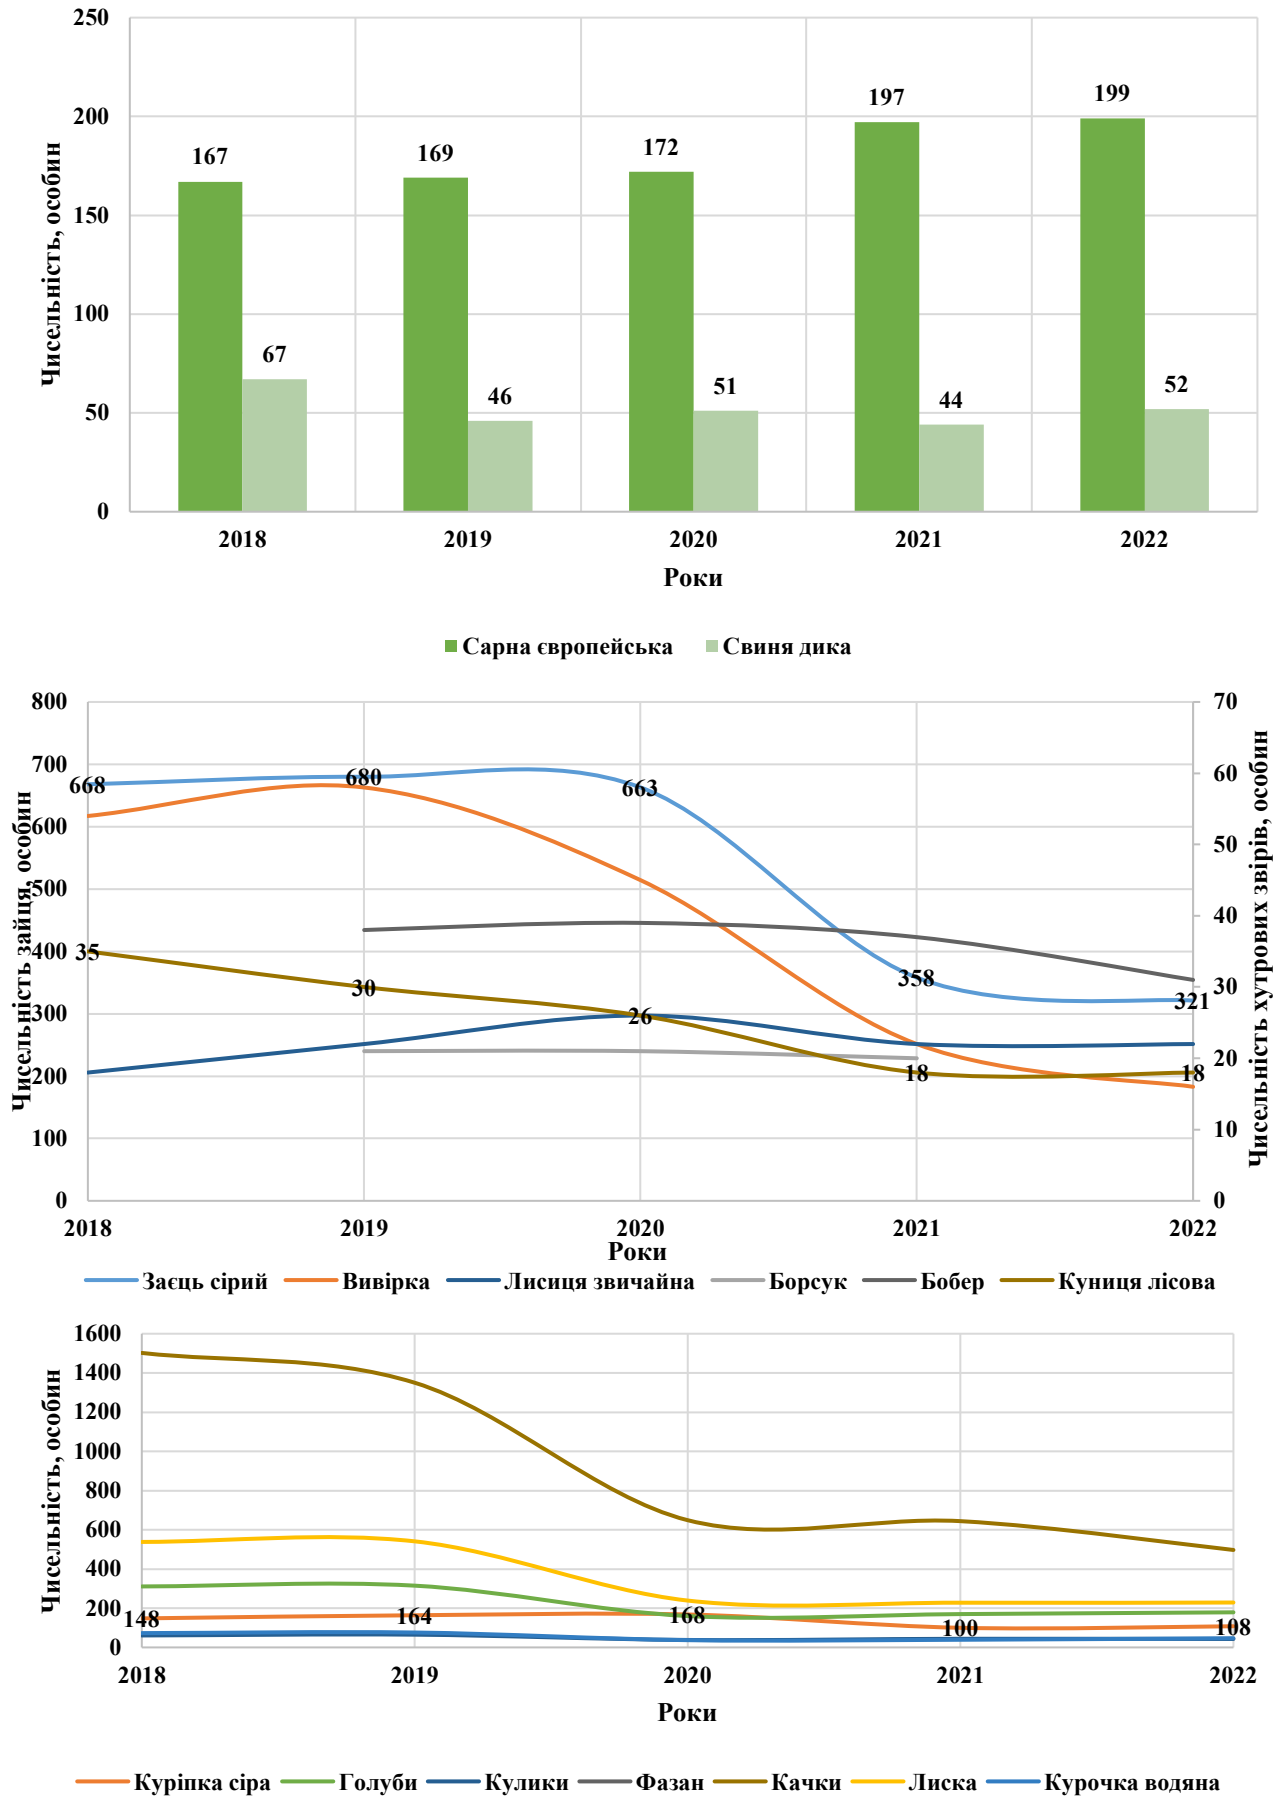 250
200
150
100
50
0
Чисельність, особин
167
67
169
46
172
51
197
44
199
52
2018 2019 2020 2021 2022
Роки
Сарна європейська Свиня дика
800
700
600
500
400
300
200
100
0
Чисельність зайця, особин
70
60
50
40
30
20
10
0
Чисельність хутрових звірів, особин
668 680 663 358 321
35 30 26 18 18
2018 2019 2020 2021 2022
Роки
Заєць сірий Вивірка Лисиця звичайна Борсук Бобер Куниця лісова
1600
1400
1200
1000
800
600
400
200
0
Чисельність, особин
148 164 168 100 108
2018 2019 2020 2021 2022
Роки
Куріпка сіра Голуби Кулики Фазан Качки Лиска Курочка водяна